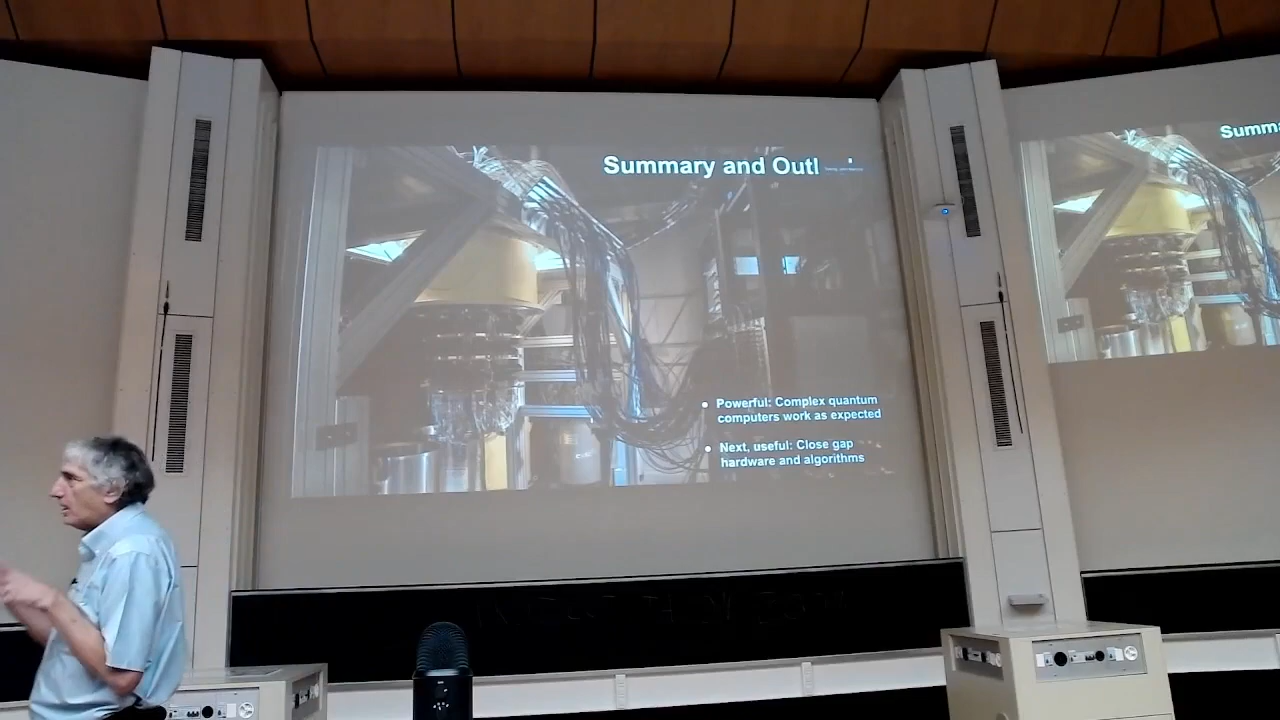 Summary and Outl
Summa
Powerful: Complex quantum
computers work as expected
Next, useful: Close gap
hardware and algorithms